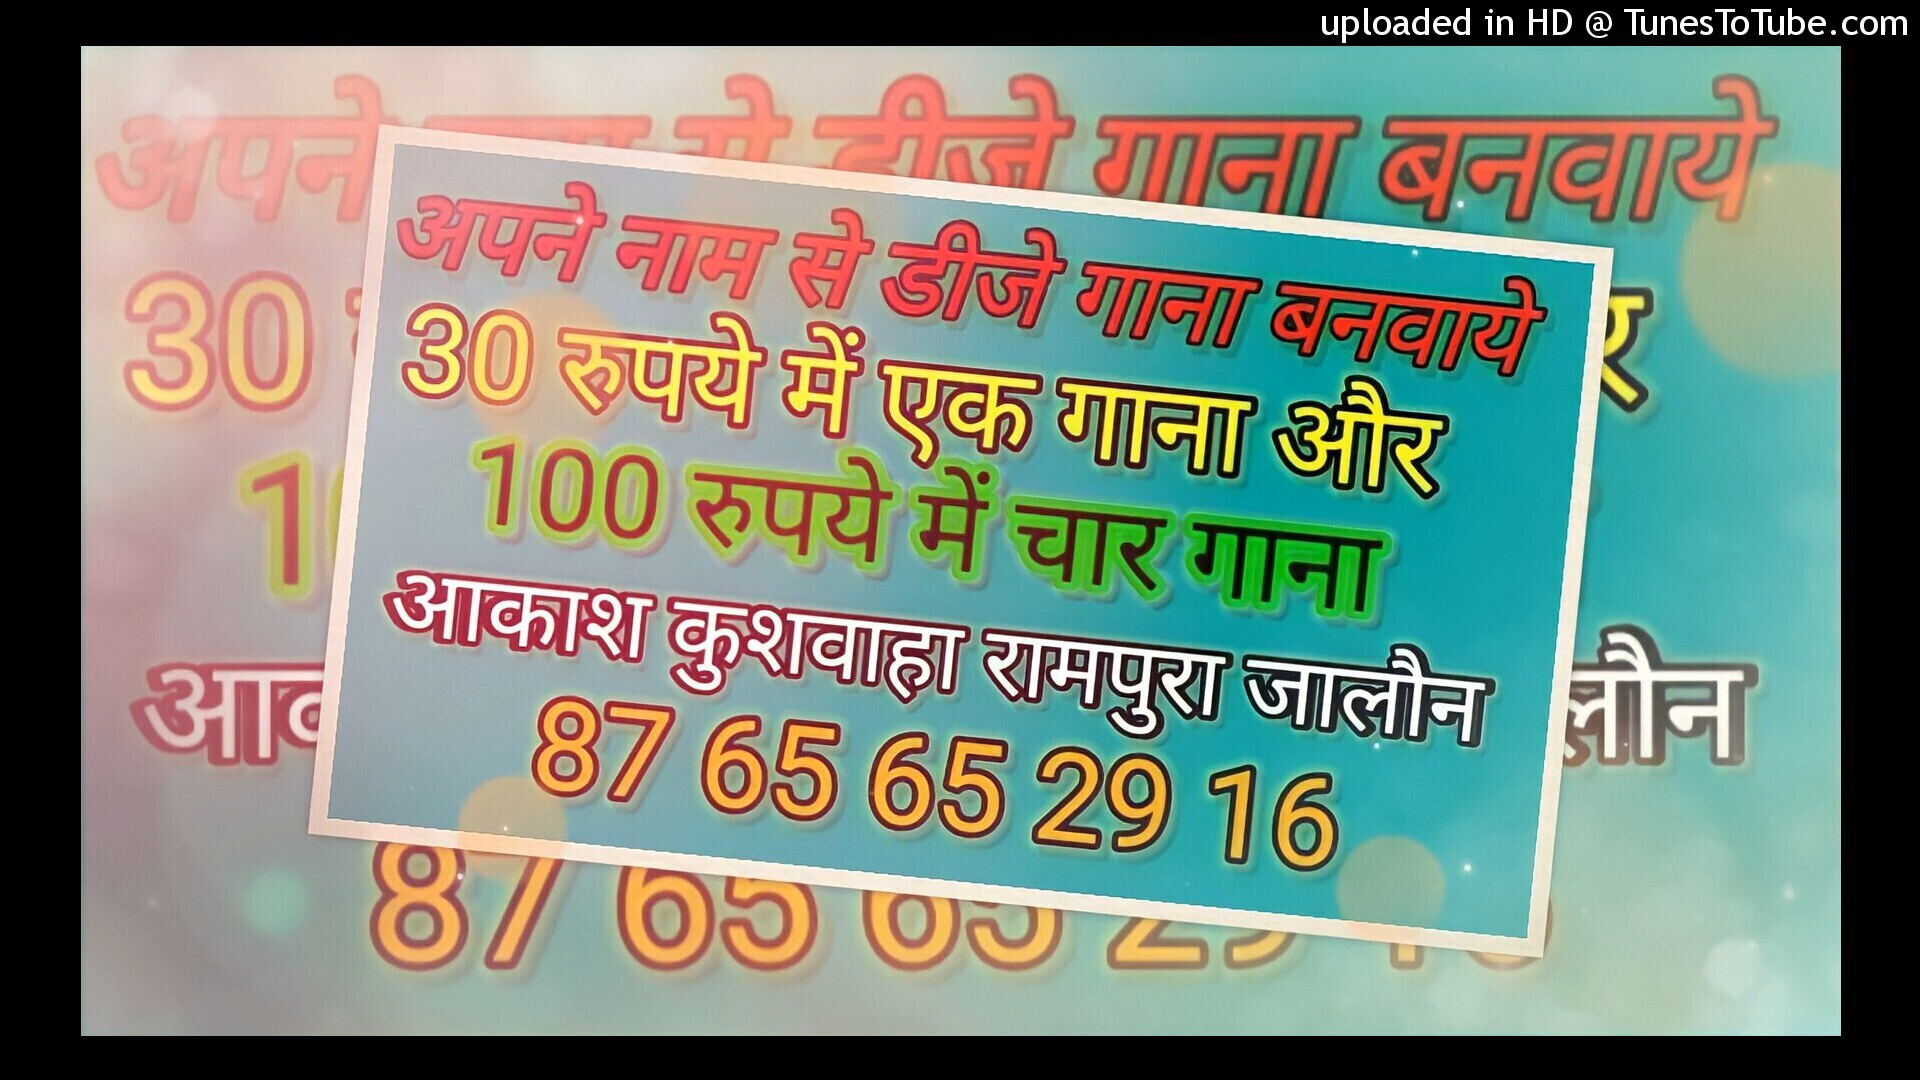 uploaded in HD @ TunesToTube.com
अपने नाम से डीजे गाना बनवाये
30 रुपये में एक गाना और
100 रुपये में चार गाना
आकाश कुशवाहा रामपुरा जालौन
87 65 65 29 16